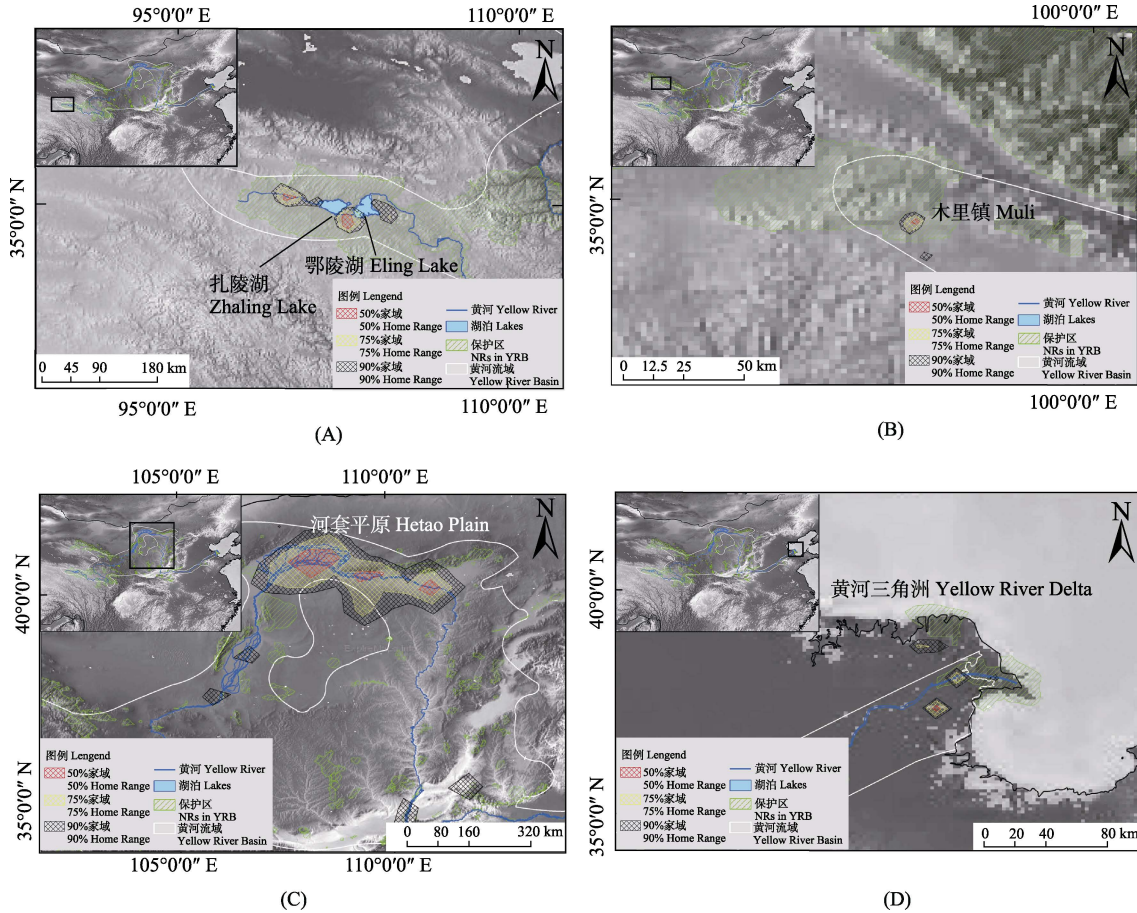 95°0′0″ E
110°0′0″ E
35°0′0″ N
N
鄂陵湖 Eling Lake
扎陵湖
Zhaling Lake
图例 Lengend
50%家域
50% Home Range
75%家域
75% Home Range
90%家域
90% Home Range
黄河 Yellow River
湖泊 Lakes
保护区
NRs in YRB
黄河流域
Yellow River Basin
0 45 90 180 km
95°0′0″ E
110°0′0″ E
(A)
100°0′0″ E
35°0′0″ N
N
木里镇 Muli
图例 Lengend
50%家域
50% Home Range
75%家域
75% Home Range
90%家域
90% Home Range
黄河 Yellow River
湖泊 Lakes
保护区
NRs in YRB
黄河流域
Yellow River Basin
0 12.5 25 50 km
100°0′0″ E
(B)
105°0′0″ E
110°0′0″ E
40°0′0″ N
35°0′0″ N
N
河套平原 Hetao Plain
图例 Lengend
50%家域
50% Home Range
75%家域
75% Home Range
90%家域
90% Home Range
黄河 Yellow River
湖泊 Lakes
保护区
NRs in YRB
黄河流域
Yellow River Basin
0 80 160 320 km
105°0′0″ E
110°0′0″ E
(C)
40°0′0″ N
35°0′0″ N
N
黄河三角洲 Yellow River Delta
图例 Lengend
50%家域
50% Home Range
75%家域
75% Home Range
90%家域
90% Home Range
黄河 Yellow River
湖泊 Lakes
保护区
NRs in YRB
黄河流域
Yellow River Basin
0 20 40 80 km
(D)